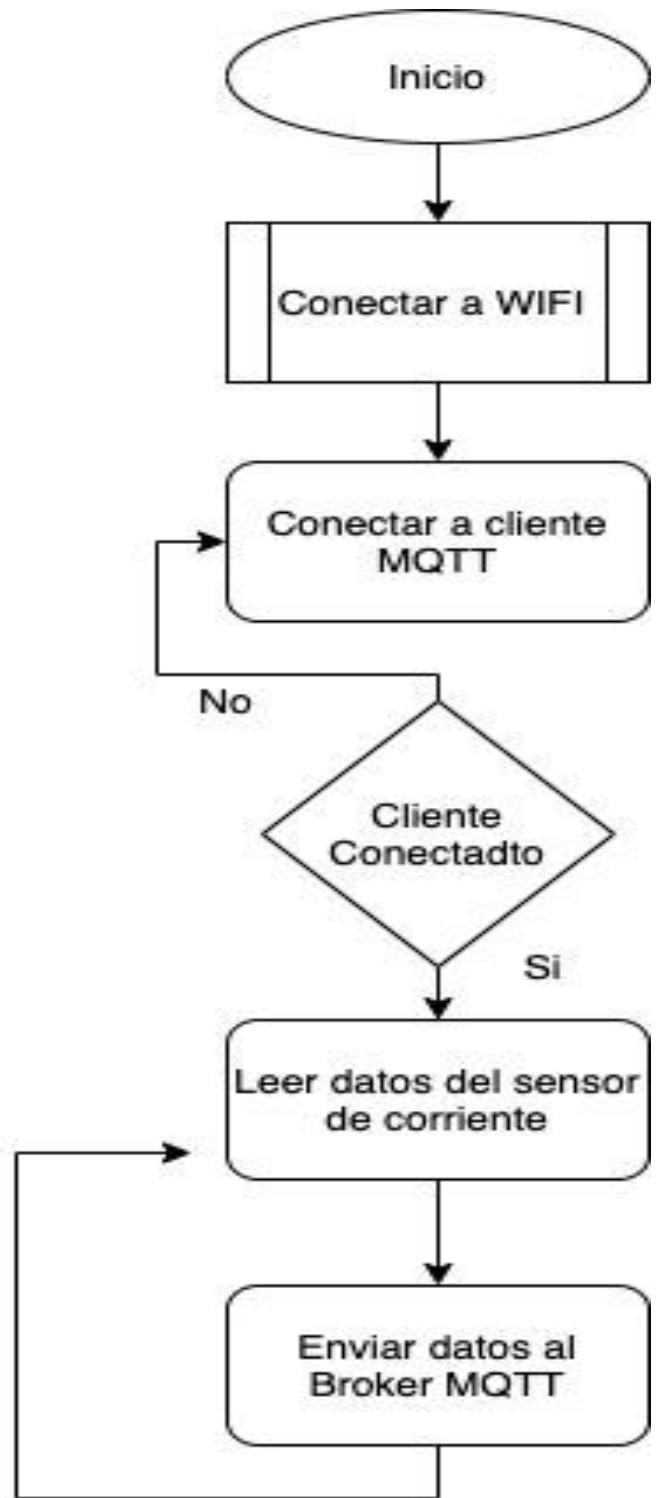 Inicio
Conectar a WIFI
Conectar a cliente
MQTT
No
Cliente
Conectadto
Si
Leer datos del sensor
de corriente
Enviar datos al
Broker MQTT